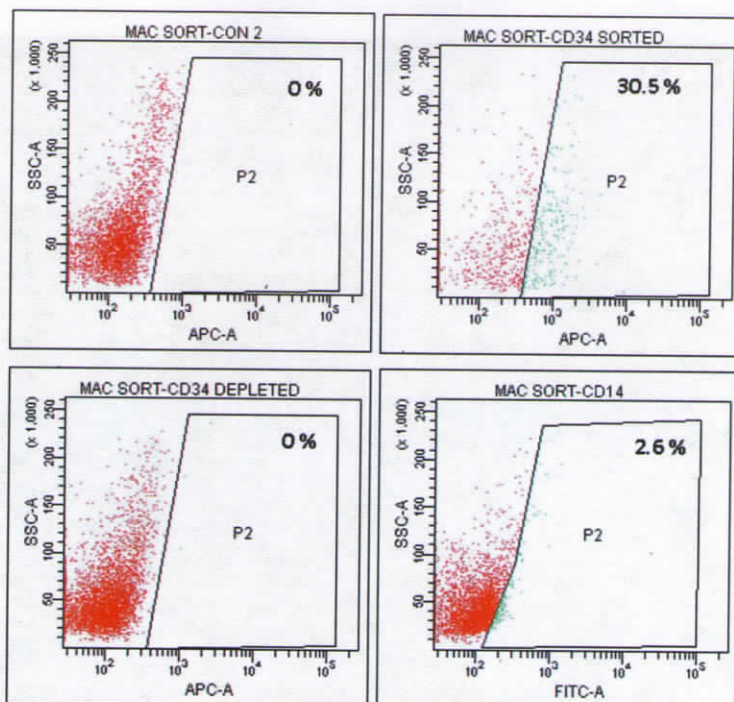 MAC SORT-CON 2
0 %
P2
SSC-A
(x 1,000)
250
200
150
100
50
10²
10³
10⁴
10⁵
APC-A
MAC SORT-CD34 SORTED
30.5 %
P2
SSC-A
(x 1,000)
250
200
150
100
50
10²
10³
10⁴
10⁵
APC-A
MAC SORT-CD34 DEPLETED
0 %
P2
SSC-A
(x 1,000)
250
200
150
100
50
10²
10³
10⁴
10⁵
APC-A
MAC SORT-CD14
2.6 %
P2
SSC-A
(x 1,000)
250
200
150
100
50
10²
10³
10⁴
10⁵
FITC-A